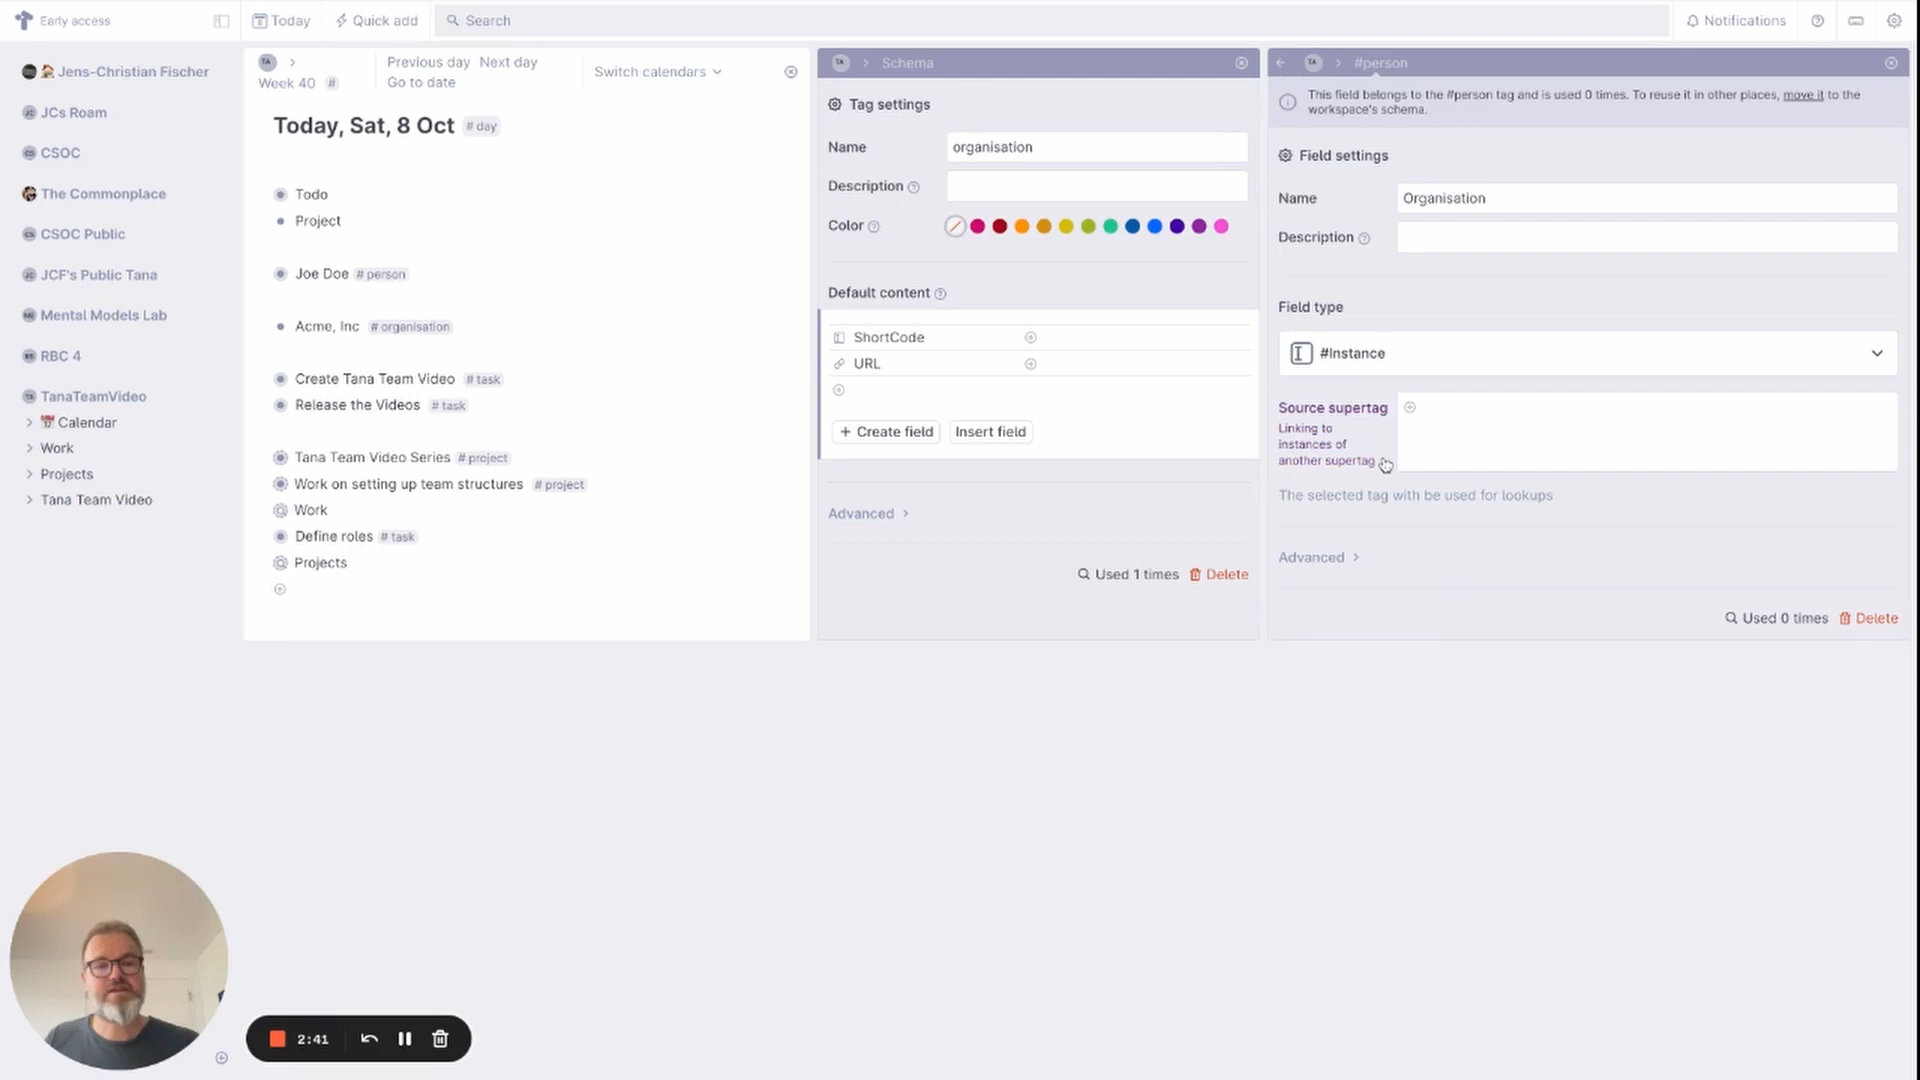 Early access
Today
Quick add
Search
Notifications
Jens-Christian Fischer
JCs Roam
CSOC
The Commonplace
CSOC Public
JCF's Public Tana
Mental Models Lab
RBC 4
TanaTeamVideo
Calendar
Work
Projects
Tana Team Video
TA
Week 40 #
Previous day Next day
Go to date
Switch calendars
Today, Sat, 8 Oct # day
Todo
Project
Joe Doe # person
Acme, Inc # organisation
Create Tana Team Video # task
Release the Videos # task
Tana Team Video Series # project
Work on setting up team structures # project
Work
Define roles # task
Projects
TA > Schema
Tag settings
Name organisation
Description
Color
Default content
ShortCode
URL
+ Create field Insert field
Advanced >
Used 1 times Delete
TA > #person
This field belongs to the #person tag and is used 0 times. To reuse it in other places, move it to the
workspace's schema.
Field settings
Name Organisation
Description
Field type
#Instance
Source supertag
Linking to
instances of
another supertag
The selected tag with be used for lookups
Advanced >
Used 0 times Delete
2:41